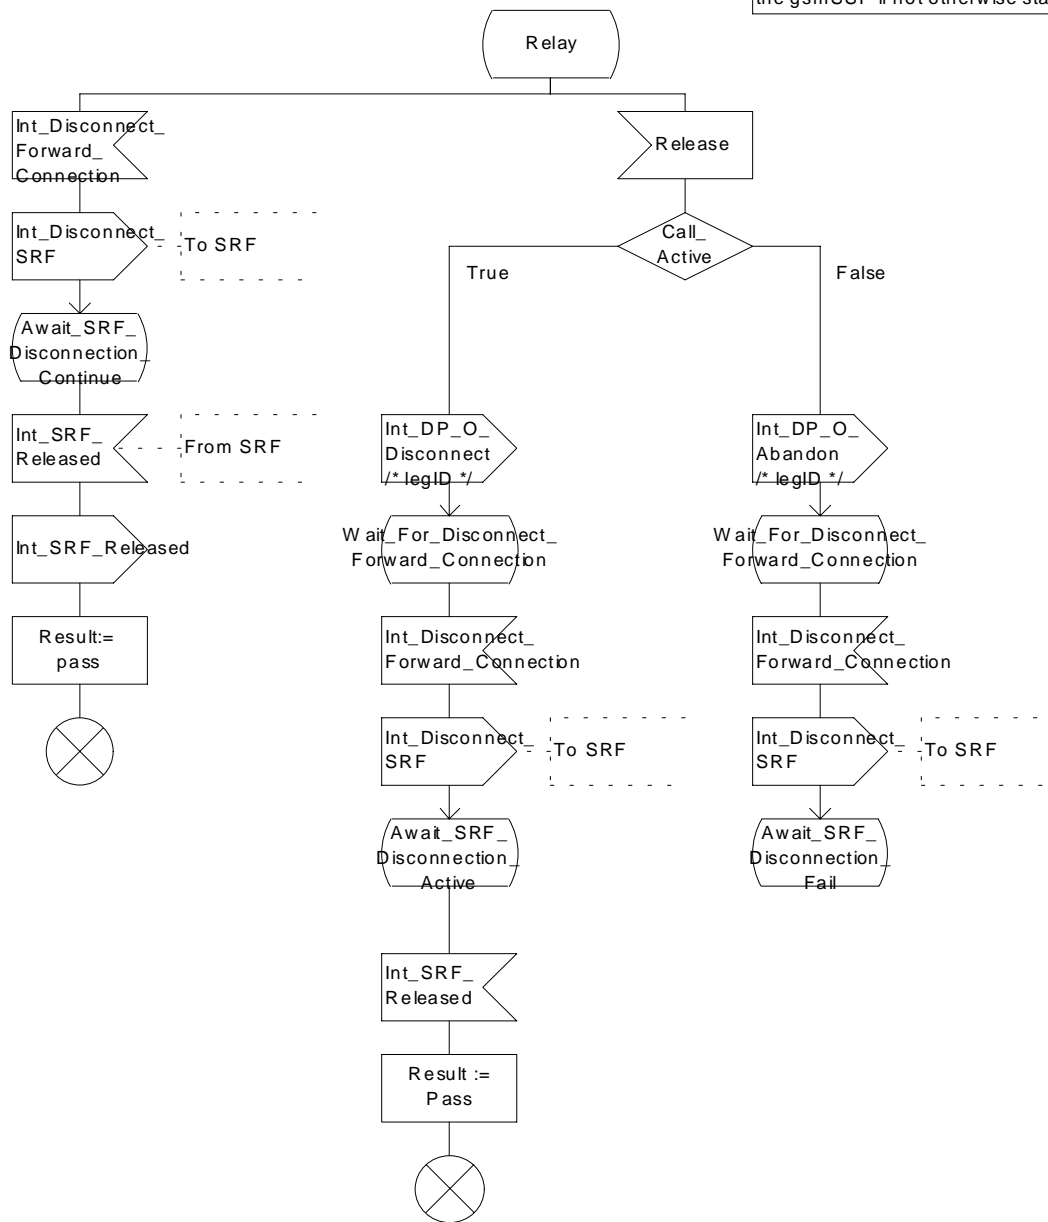 the gsmSSF if not otherwise sta
Relay
Int_Disconnect_
Forward_
Connection
Release
Int_Disconnect_
SRF
To SRF
Call_
Active
True
False
Await_SRF_
Disconnection_
Continue
Int_SRF_
Released
From SRF
Int_DP_O_
Disconnect
/* legID */
Int_DP_O_
Abandon
/* legID */
Int_SRF_Released
Wait_For_Disconnect_
Forward_Connection
Wait_For_Disconnect_
Forward_Connection
Result:=
pass
Int_Disconnect_
Forward_Connection
Int_Disconnect_
Forward_Connection
Int_Disconnect_
SRF
To SRF
Int_Disconnect_
SRF
To SRF
Await_SRF_
Disconnection_
Active
Await_SRF_
Disconnection_
Fail
Int_SRF_
Released
Result :=
Pass